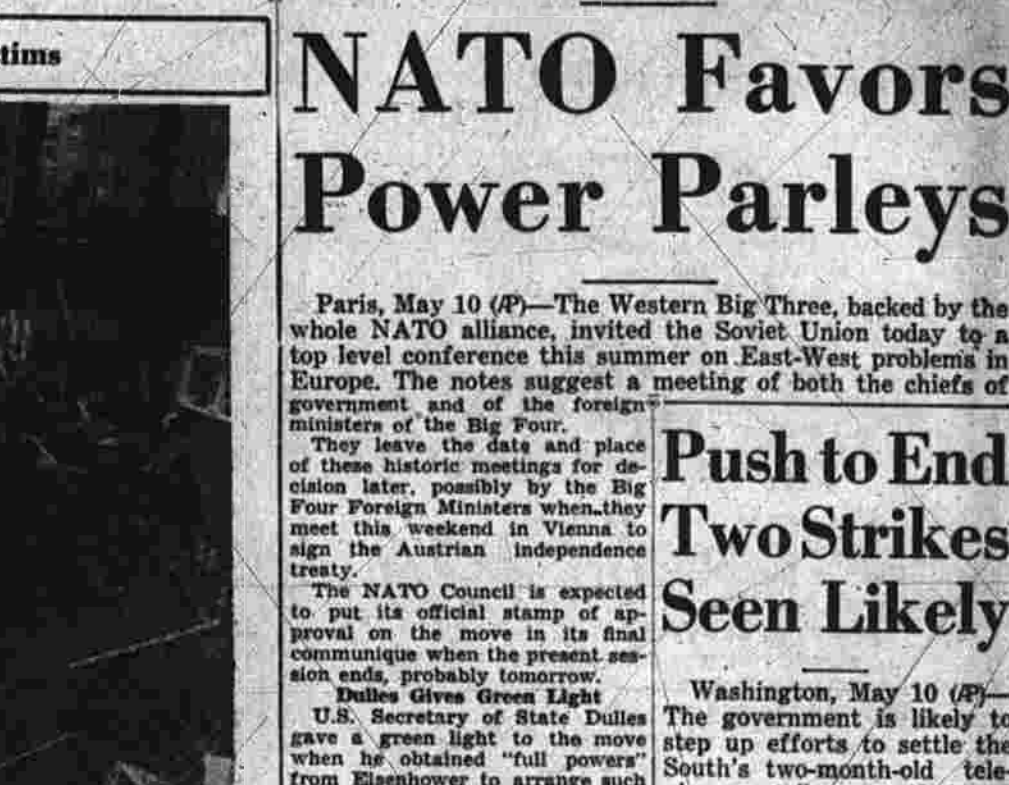 tims
NATO Favors
Power Parleys
Paris, May 10 (AP)—The Western Big Three, backed by the
whole NATO alliance, invited the Soviet Union today to a
top level conference this summer on East-West problems in
Europe. The notes suggest a meeting of both the chiefs of
government and of the foreign
ministers of the Big Four.
They leave the date and place
of these historic meetings for de-
cision later, possibly by the Big
Four Foreign Ministers when they
meet this weekend in Vienna to
sign the Austrian independence
treaty.
The NATO Council is expected
to put its official stamp of ap-
proval on the move in its final
communique when the present ses-
sion ends, probably tomorrow.
Dulles Gives Green Light
U.S. Secretary of State Dulles
gave a green light to the move
when he obtained "full powers"
from Eisenhower to arrange such
Push to End
Two Strikes
Seen Likely
Washington, May 10 (AP)—
The government is likely to
step up efforts to settle the
South's two-month-old tele-